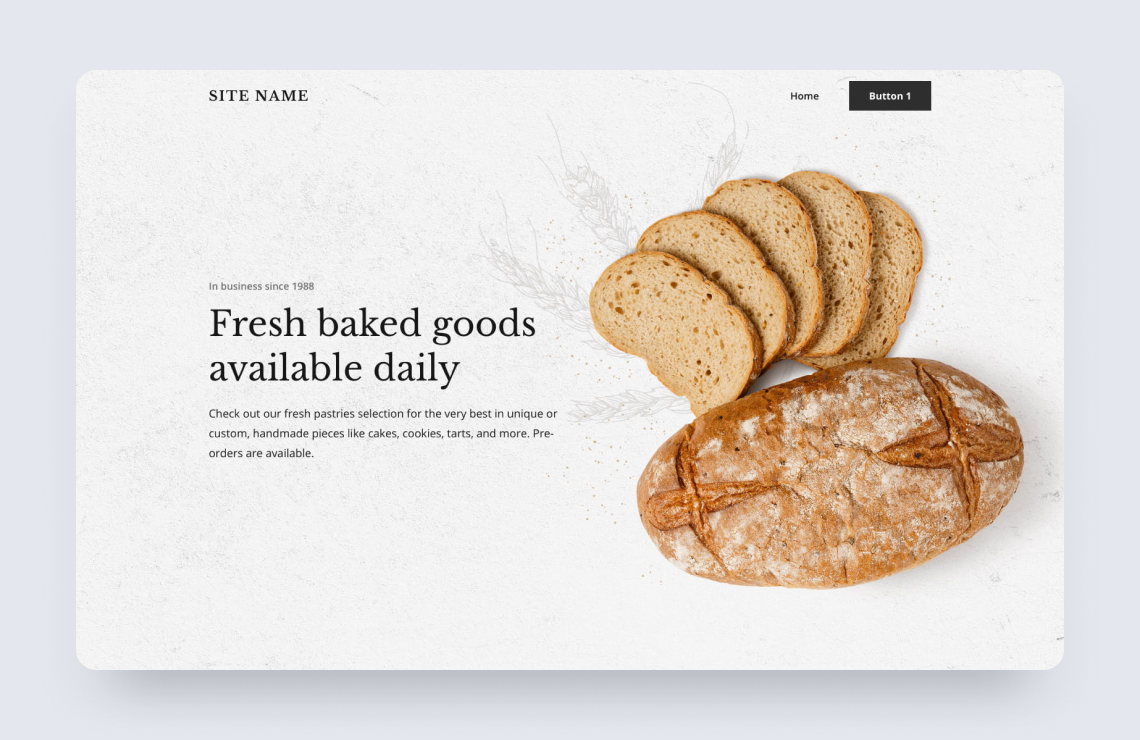 SITE NAME
Home
Button 1
In business since 1988
Fresh baked goods
available daily
Check out our fresh pastries selection for the very best in unique or
custom, handmade pieces like cakes, cookies, tarts, and more. Pre-
orders are available.